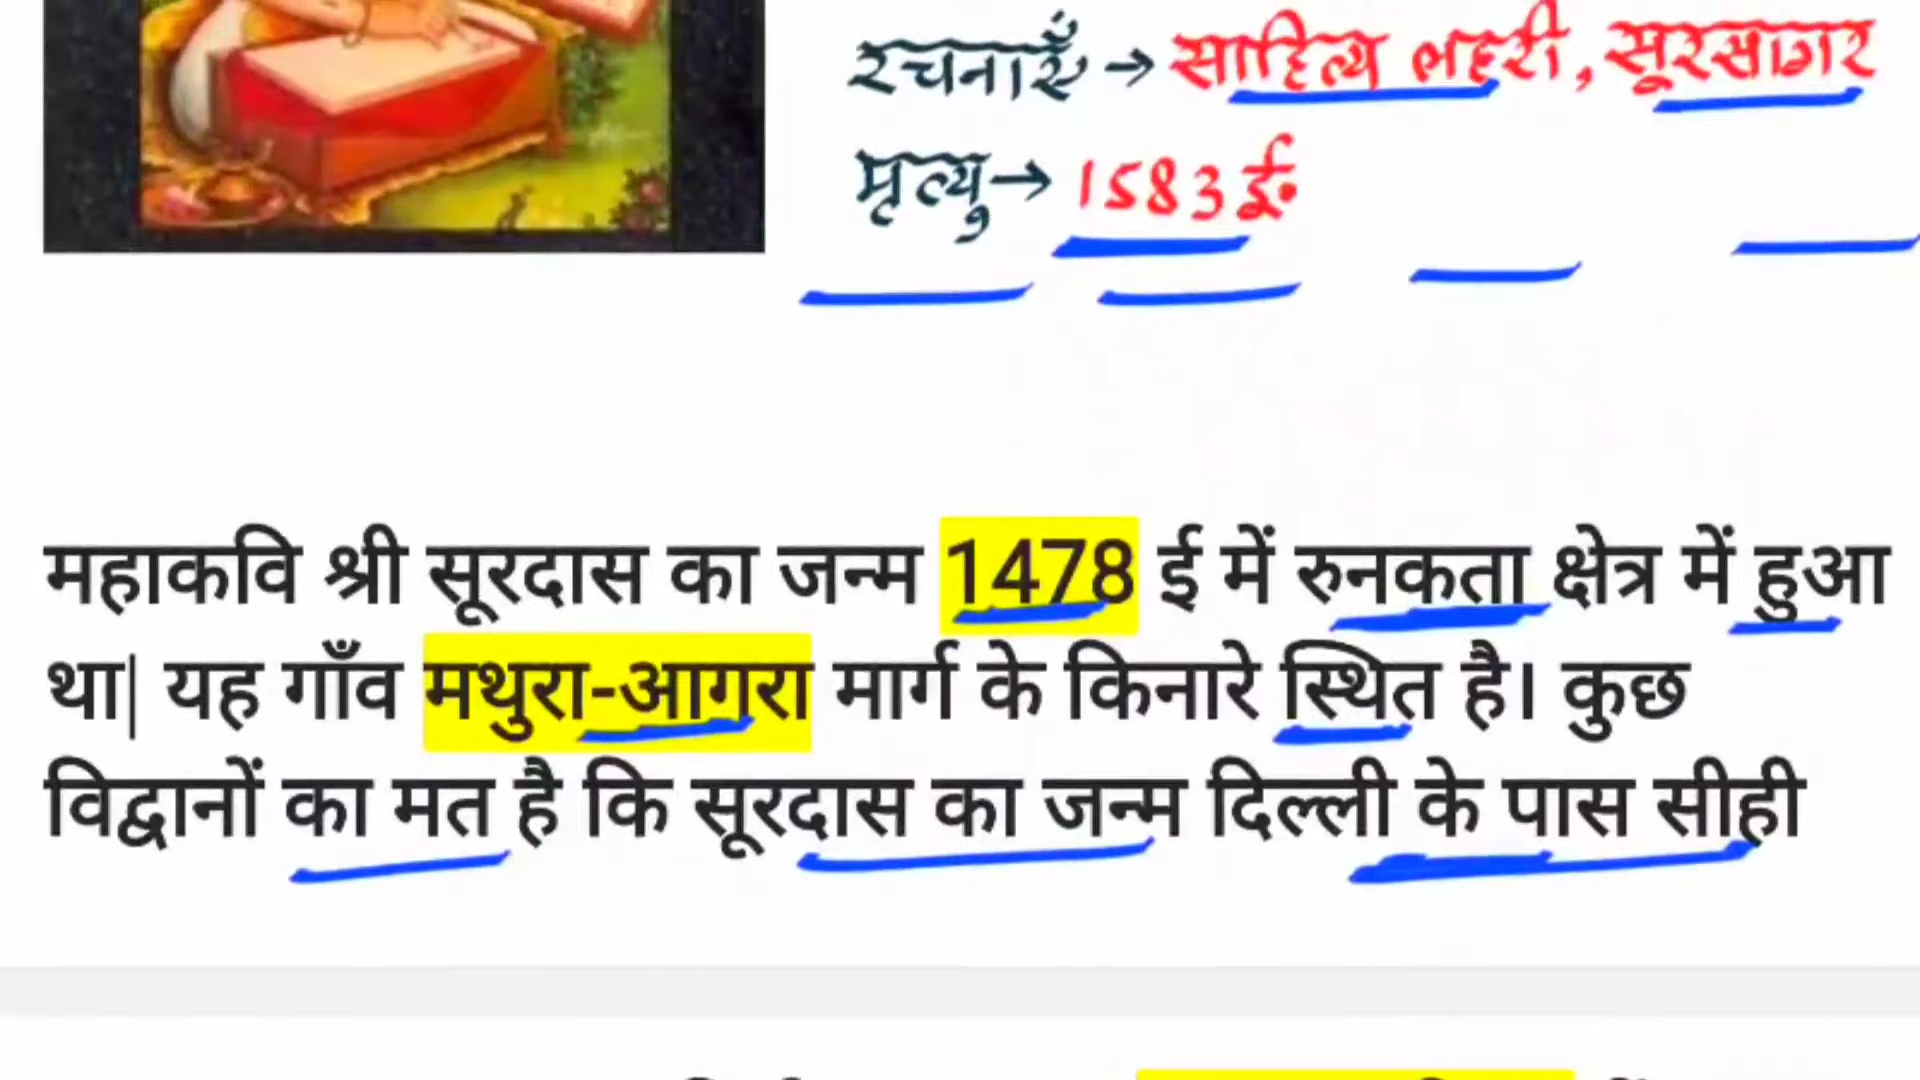 रचनाएँ → साहित्य लहरी, सूरसागर
मृत्यु → 1583 ई॰
महाकवि श्री सूरदास का जन्म 1478 ई में रुनकता क्षेत्र में हुआ
था| यह गाँव मथुरा-आगरा मार्ग के किनारे स्थित है। कुछ
विद्वानों का मत है कि सूरदास का जन्म दिल्ली के पास सीही